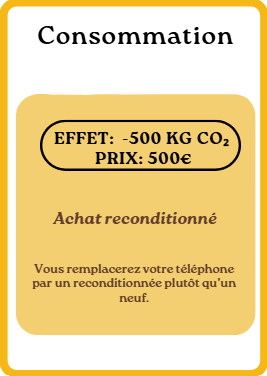 Consommation
EFFET: -500 KG CO₂
PRIX: 500€
Achat reconditionné
Vous remplacerez votre téléphone
par un reconditionnée plutôt qu'un
neuf.